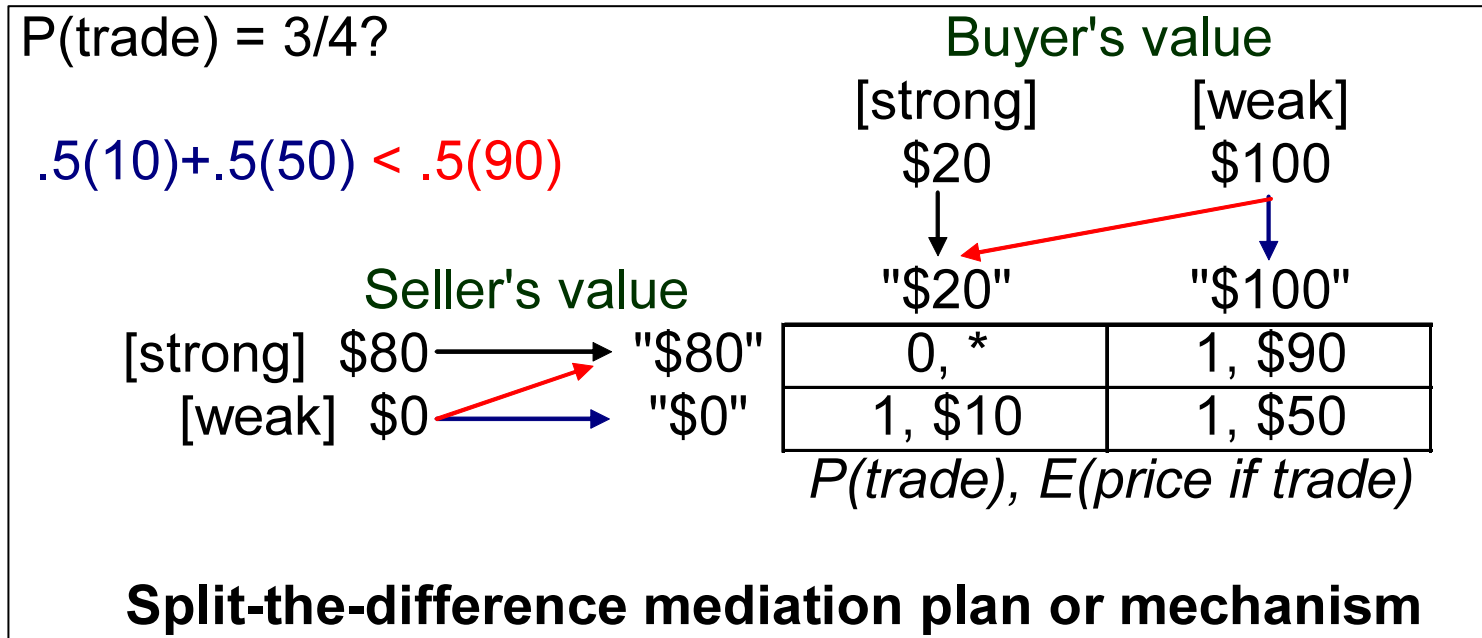 P(trade) = 3/4?
Buyer's value
[strong] [weak]
.5(10)+.5(50) < .5(90)
$20 $100
Seller's value
"$20" "$100"
[strong] $80 "$80" 0, * 1, $90
[weak] $0 "$0" 1, $10 1, $50
P(trade), E(price if trade)
Split-the-difference mediation plan or mechanism